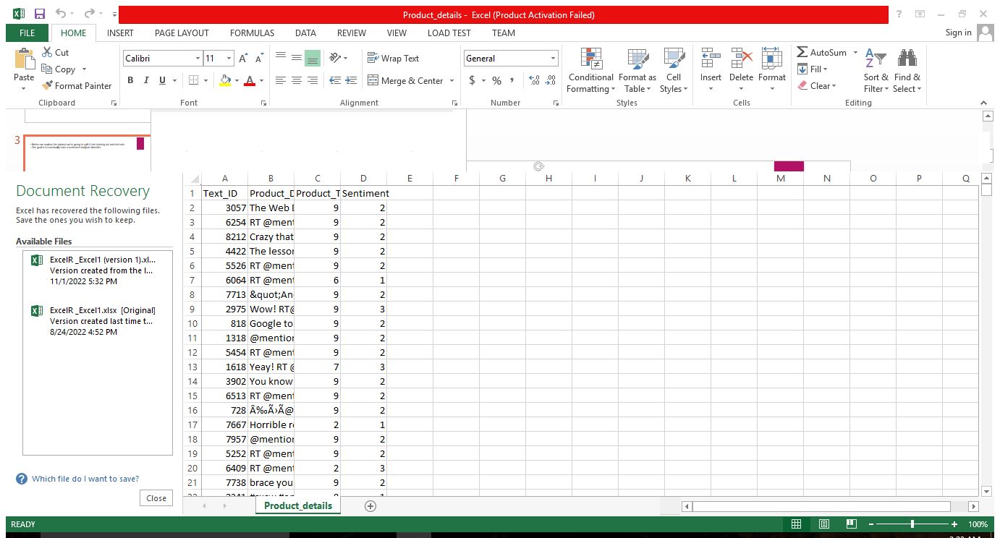 Product_details - Excel (Product Activation Failed)
FILE HOME INSERT PAGE LAYOUT FORMULAS DATA REVIEW VIEW LOAD TEST TEAM Sign in
Cut
Copy
Format Painter
Paste
Clipboard
Calibri 11
B I U
Font
Wrap Text
Merge & Center
Alignment
General
$ % ,
Number
Conditional Formatting
Format as Table
Cell Styles
Styles
Insert Delete Format
Cells
AutoSum
Fill
Clear
Sort & Filter
Find & Select
Editing
3
Document Recovery
Excel has recovered the following files.
Save the ones you wish to keep.
Available Files
ExcelR _Excel1 (version 1).xl...
Version created from the l...
11/1/2022 5:32 PM
ExcelR _Excel1.xlsx [Original]
Version created last time t...
8/24/2022 4:52 PM
Which file do I want to save?
Close
A B C D E F G H I J K L M N O P Q
1 Text_ID Product_D Product_T Sentiment
2 3057 The Web D 9 2
3 6254 RT @ment 9 2
4 8212 Crazy that 9 2
5 4422 The lesson 9 2
6 5526 RT @ment 9 2
7 6064 RT @ment 6 1
8 7713 &quot;An 9 2
9 2975 Wow! RT@ 9 3
10 818 Google to 9 2
11 1318 @mention 9 2
12 5454 RT @ment 9 2
13 1618 Yeay! RT @ 7 3
14 3902 You know 9 2
15 6513 RT @ment 9 2
16 728 Â‰Ã›Ã@ 9 2
17 7667 Horrible re 2 1
18 7957 @mention 9 2
19 5252 RT @ment 9 2
20 6409 RT @ment 2 3
21 7738 brace you 9 2
Product_details
READY 100%